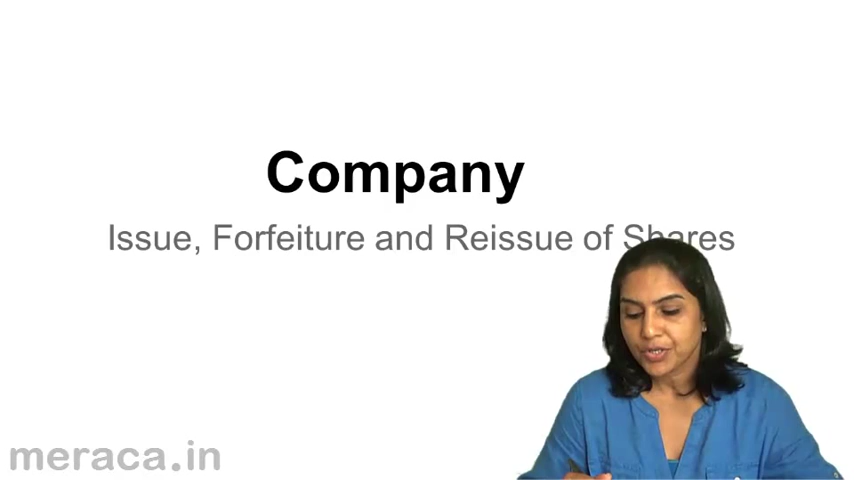 Company
Issue, Forfeiture and Reissue of Shares
meraca.in